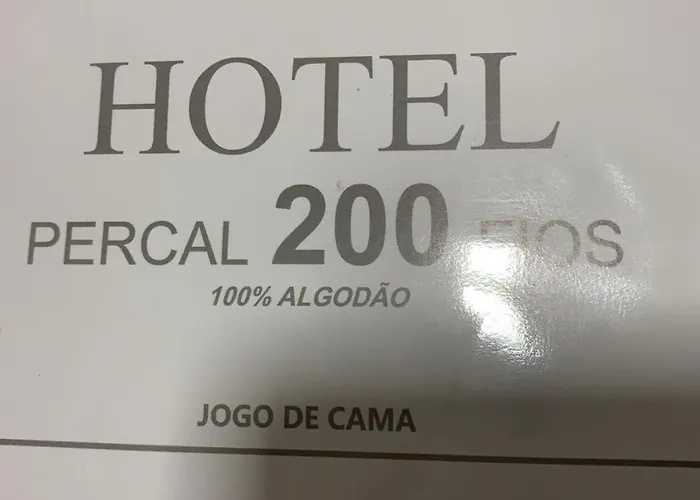 HOTEL
PERCAL 200 FIOS
100% ALGODÃO
JOGO DE CAMA